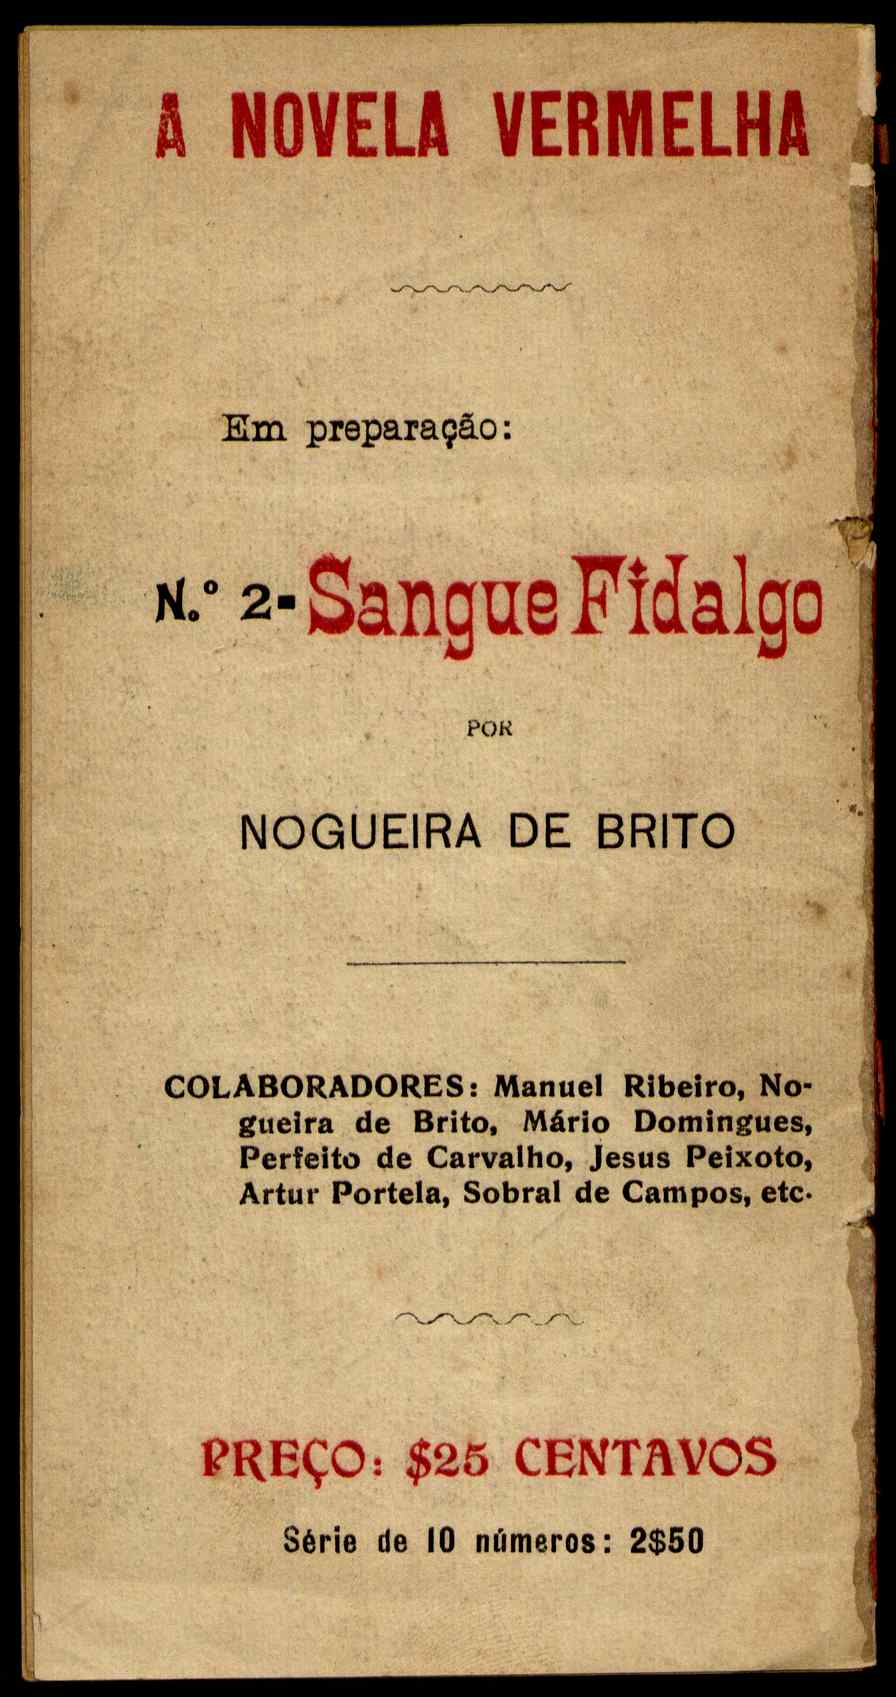 A NOVELA VERMELHA
Em preparação:
N.º 2-Sangue Fidalgo
POR
NOGUEIRA DE BRITO
COLABORADORES: Manuel Ribeiro, No-
gueira de Brito, Mário Domingues,
Perfeito de Carvalho, Jesus Peixoto,
Artur Portela, Sobral de Campos, etc.
PREÇO: $25 CENTAVOS
Série de 10 números: 2$50